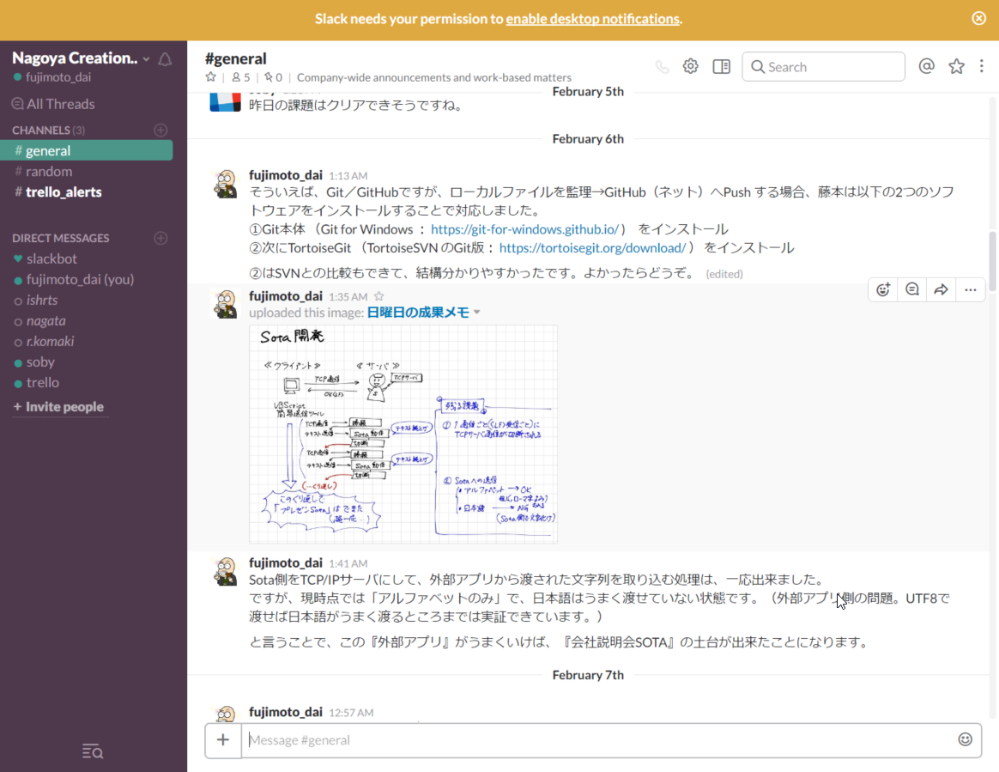 Slack needs your permission to enable desktop notifications.
Nagoya Creation..
fujimoto_dai
All Threads
CHANNELS (3)
# general
# random
# trello_alerts
DIRECT MESSAGES
slackbot
fujimoto_dai (you)
ishrts
nagata
r.komaki
soby
trello
+ Invite people
#general
5 | 0 | Company-wide announcements and work-based matters
Search
February 5th
昨日の課題はクリアできそうですね。
February 6th
fujimoto_dai 1:13 AM
そういえば、Git／GitHubですが、ローカルファイルを監理→GitHub（ネット）へPush する場合、藤本は以下の2つのソフ
トウェアをインストールすることで対応しました。
①Git本体 （Git for Windows ： https://git-for-windows.github.io/ ） をインストール
②次にTortoiseGit （TortoiseSVN のGit版： https://tortoisegit.org/download/ ） をインストール
②はSVNとの比較もできて、結構分かりやすかったです。よかったらどうぞ。 (edited)
fujimoto_dai 1:35 AM
uploaded this image: 日曜日の成果メモ
Sota 開発
≪クライアント≫ ≪サーバ≫
TCP通信 TCPサーバ
OK(LF)
VBScript
簡易送信ツール
残る課題
TCP通信 接続
テキスト送信 Sota 動作 テキスト読上げ
切断
TCP通信 接続
テキスト送信 Sota 動作 テキスト読上げ
切断
(…くり返し)
① 1通信ごと(LF)受信ごと)に
TCPサーバ通信が切断される
② Sotaへの送信
・アルファベット → OK
・日本語 → NG
(Sota側で文字化け)
このくり返しで
「プレゼンSota」はできた
fujimoto_dai 1:41 AM
Sota側をTCP/IPサーバにして、外部アプリから渡された文字列を取り込む処理は、一応出来ました。
ですが、現時点では「アルファベットのみ」で、日本語はうまく渡せていない状態です。（外部アプリ側の問題。UTF8で
渡せば日本語がうまく渡るところまでは実証できています。）
と言うことで、この『外部アプリ』がうまくいけば、『会社説明会SOTA』の土台が出来たことになります。
February 7th
fujimoto_dai 12:57 AM
Message #general